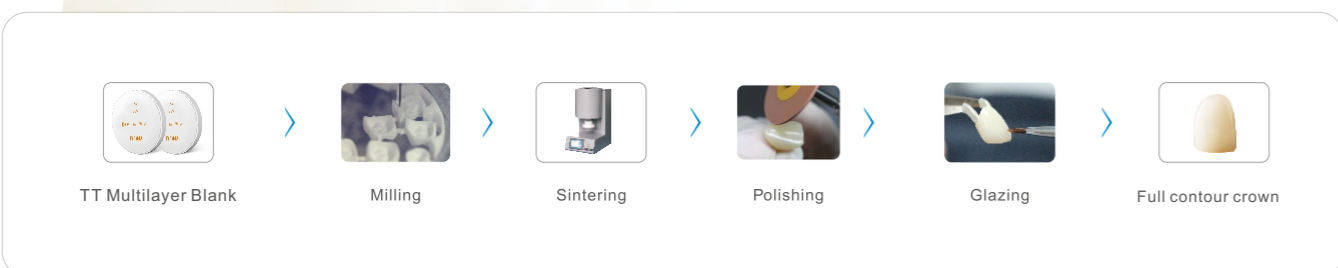 TT Multilayer Blank
Milling
Sintering
Polishing
Glazing
Full contour crown